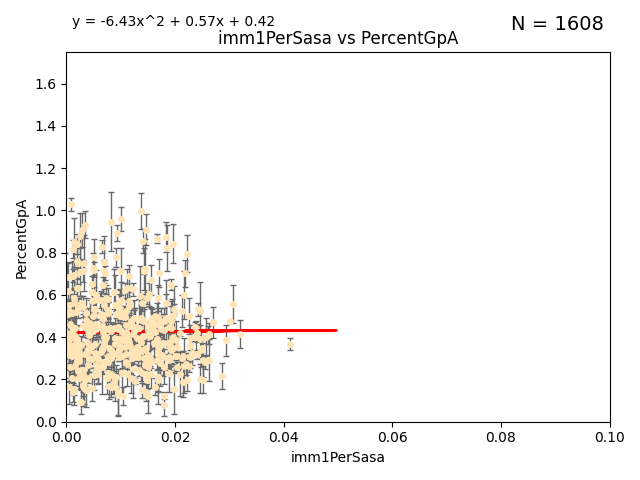 y = -6.43x^2 + 0.57x + 0.42
N = 1608
imm1PerSasa vs PercentGpA
1.6
1.4
1.2
1.0
0.8
0.6
0.4
0.2
0.0
PercentGpA
0.00 0.02 0.04 0.06 0.08 0.10
imm1PerSasa